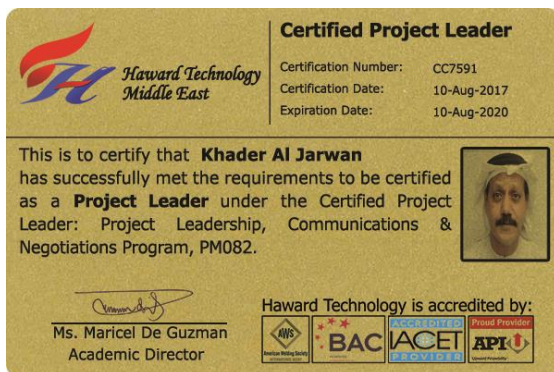 Haward Technology
Middle East
Certified Project Leader
Certification Number: CC7591
Certification Date: 10-Aug-2017
Expiration Date: 10-Aug-2020
This is to certify that Khader Al Jarwan
has successfully met the requirements to be certified
as a Project Leader under the Certified Project
Leader: Project Leadership, Communications &
Negotiations Program, PM082.
Ms. Maricel De Guzman
Academic Director
Haward Technology is accredited by:
AWS
American Welding Society
BAC
ACCREDITED
IACET
PROVIDER
Proud Provider
API